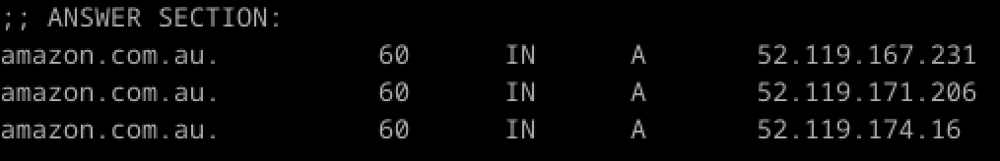 ;; ANSWER SECTION:
amazon.com.au. 60 IN A 52.119.167.231
amazon.com.au. 60 IN A 52.119.171.206
amazon.com.au. 60 IN A 52.119.174.16